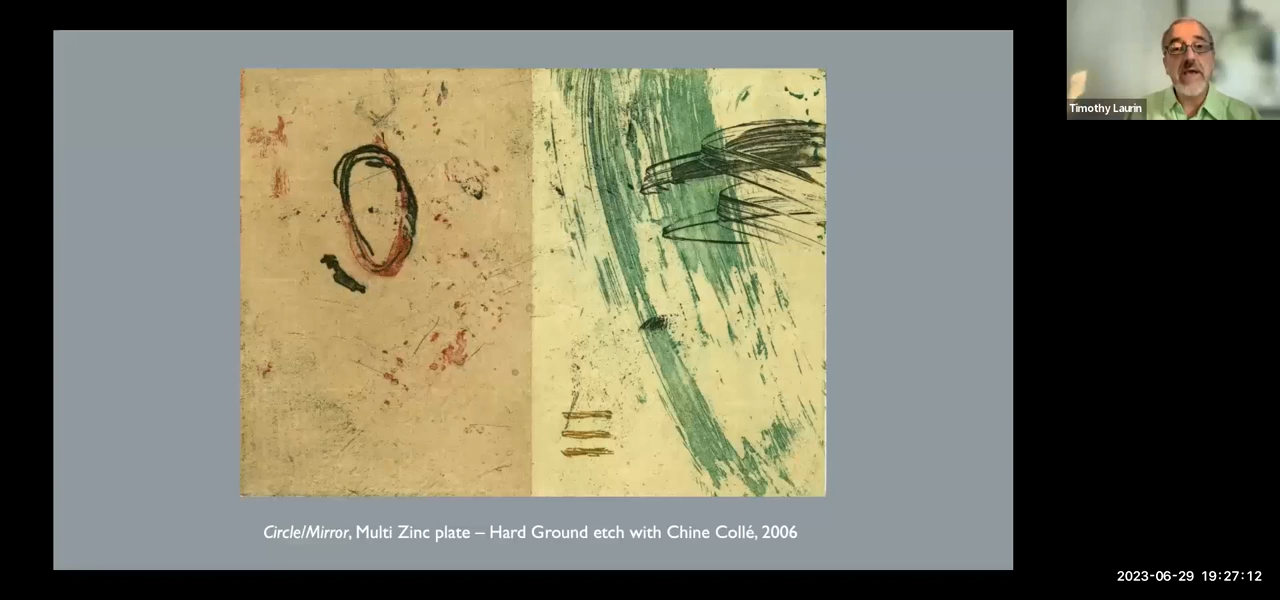 Timothy Laurin
Circle/Mirror, Multi Zinc plate – Hard Ground etch with Chine Collé, 2006
2023-06-29 19:27:12